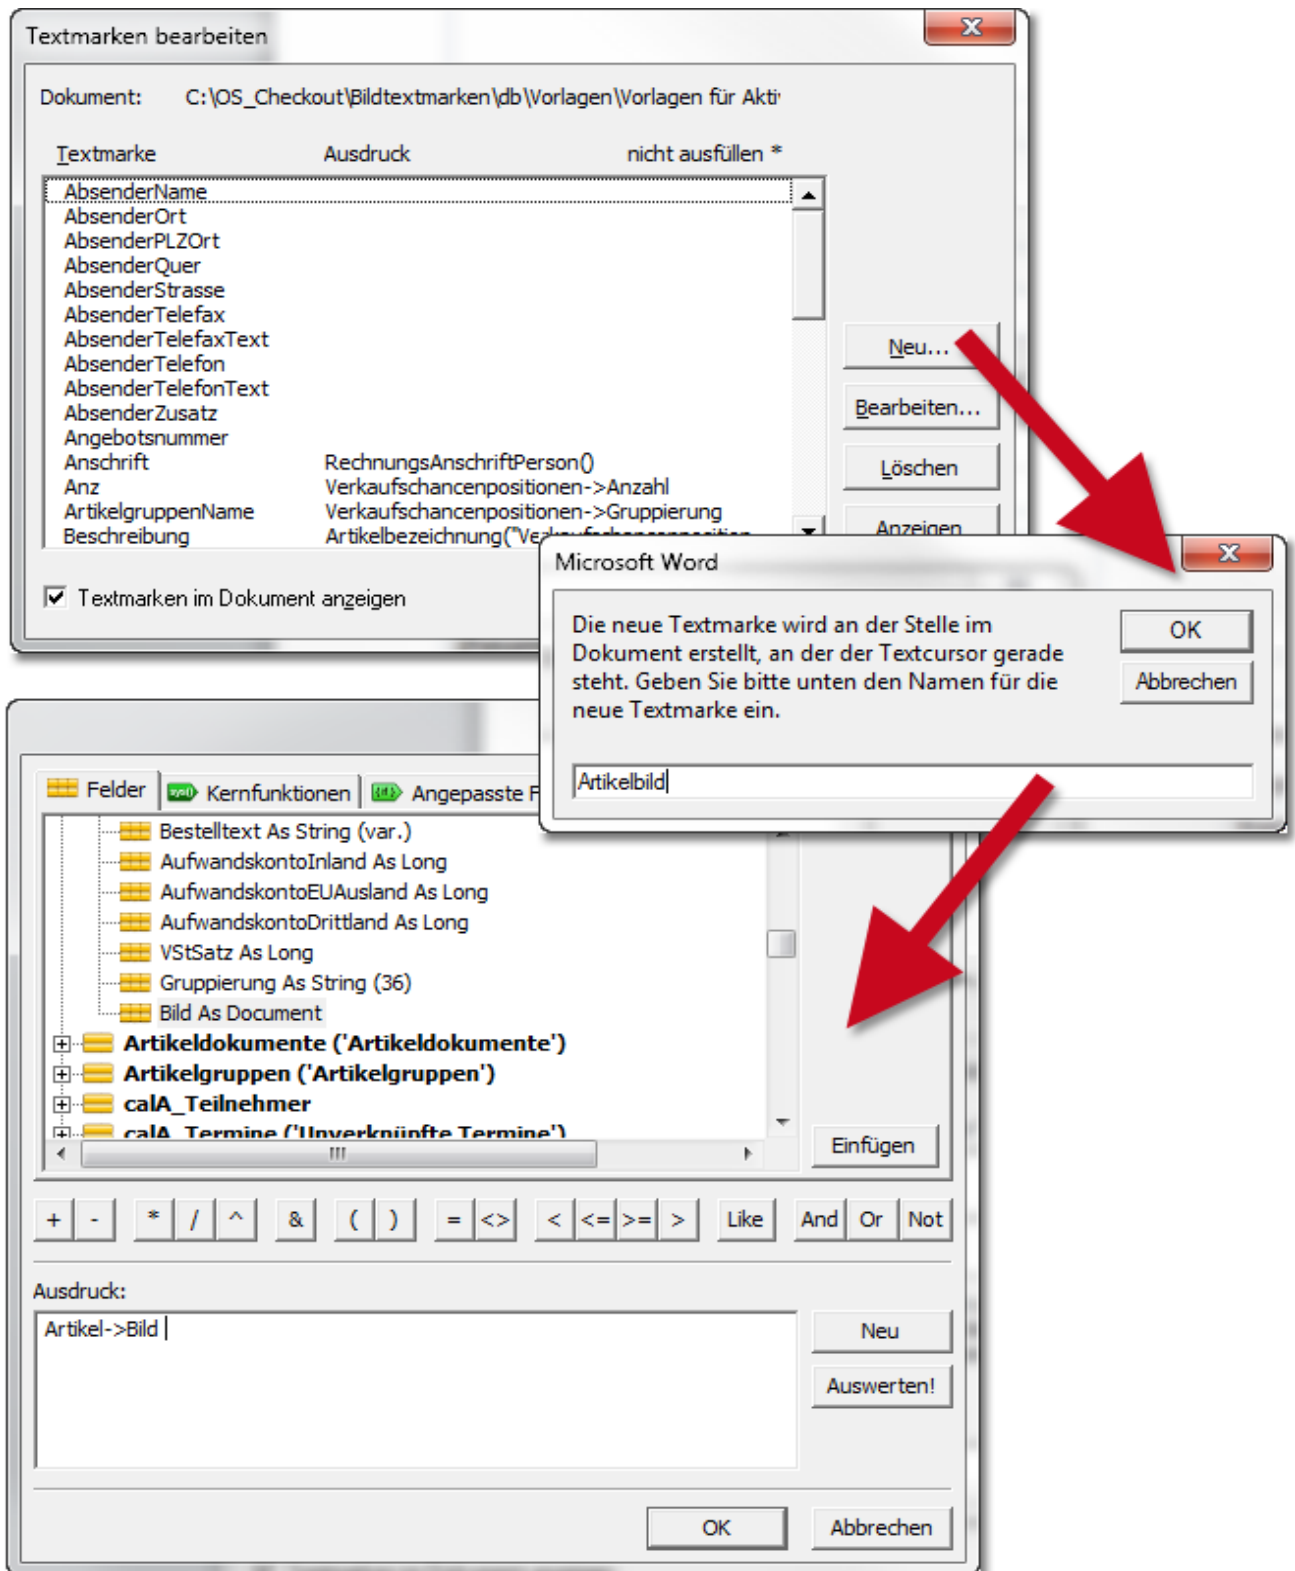 Textmarken bearbeiten
Dokument: C:\OS_Checkout\Bildtextmarken\db\Vorlagen\Vorlagen für Akti
Textmarke Ausdruck nicht ausfüllen *
AbsenderName
AbsenderOrt
AbsenderPLZOrt
AbsenderQuer
AbsenderStrasse
AbsenderTelefax
AbsenderTelefaxText
AbsenderTelefon
AbsenderTelefonText
AbsenderZusatz
Angebotsnummer
Anschrift RechnungsAnschriftPerson()
Anz Verkaufschancenpositionen->Anzahl
ArtikelgruppenName Verkaufschancenpositionen->Gruppierung
Beschreibung Artikelbezeichnung("Verkaufschancenposition
Neu...
Bearbeiten...
Löschen
Anzeigen
Textmarken im Dokument anzeigen
Microsoft Word
Die neue Textmarke wird an der Stelle im
Dokument erstellt, an der der Textcursor gerade
steht. Geben Sie bitte unten den Namen für die
neue Textmarke ein.
OK
Abbrechen
Artikelbild
Felder Kernfunktionen Angepasste F
Bestelltext As String (var.)
AufwandskontoInland As Long
AufwandskontoEUAusland As Long
AufwandskontoDrittland As Long
VStSatz As Long
Gruppierung As String (36)
Bild As Document
Artikeldokumente ('Artikeldokumente')
Artikelgruppen ('Artikelgruppen')
calA_Teilnehmer
calA_Termine ('Unverknüpfte Termine')
Einfügen
+ - * / ^ & ( ) = <> < <= >= > Like And Or Not
Ausdruck:
Artikel->Bild
Neu
Auswerten!
OK Abbrechen